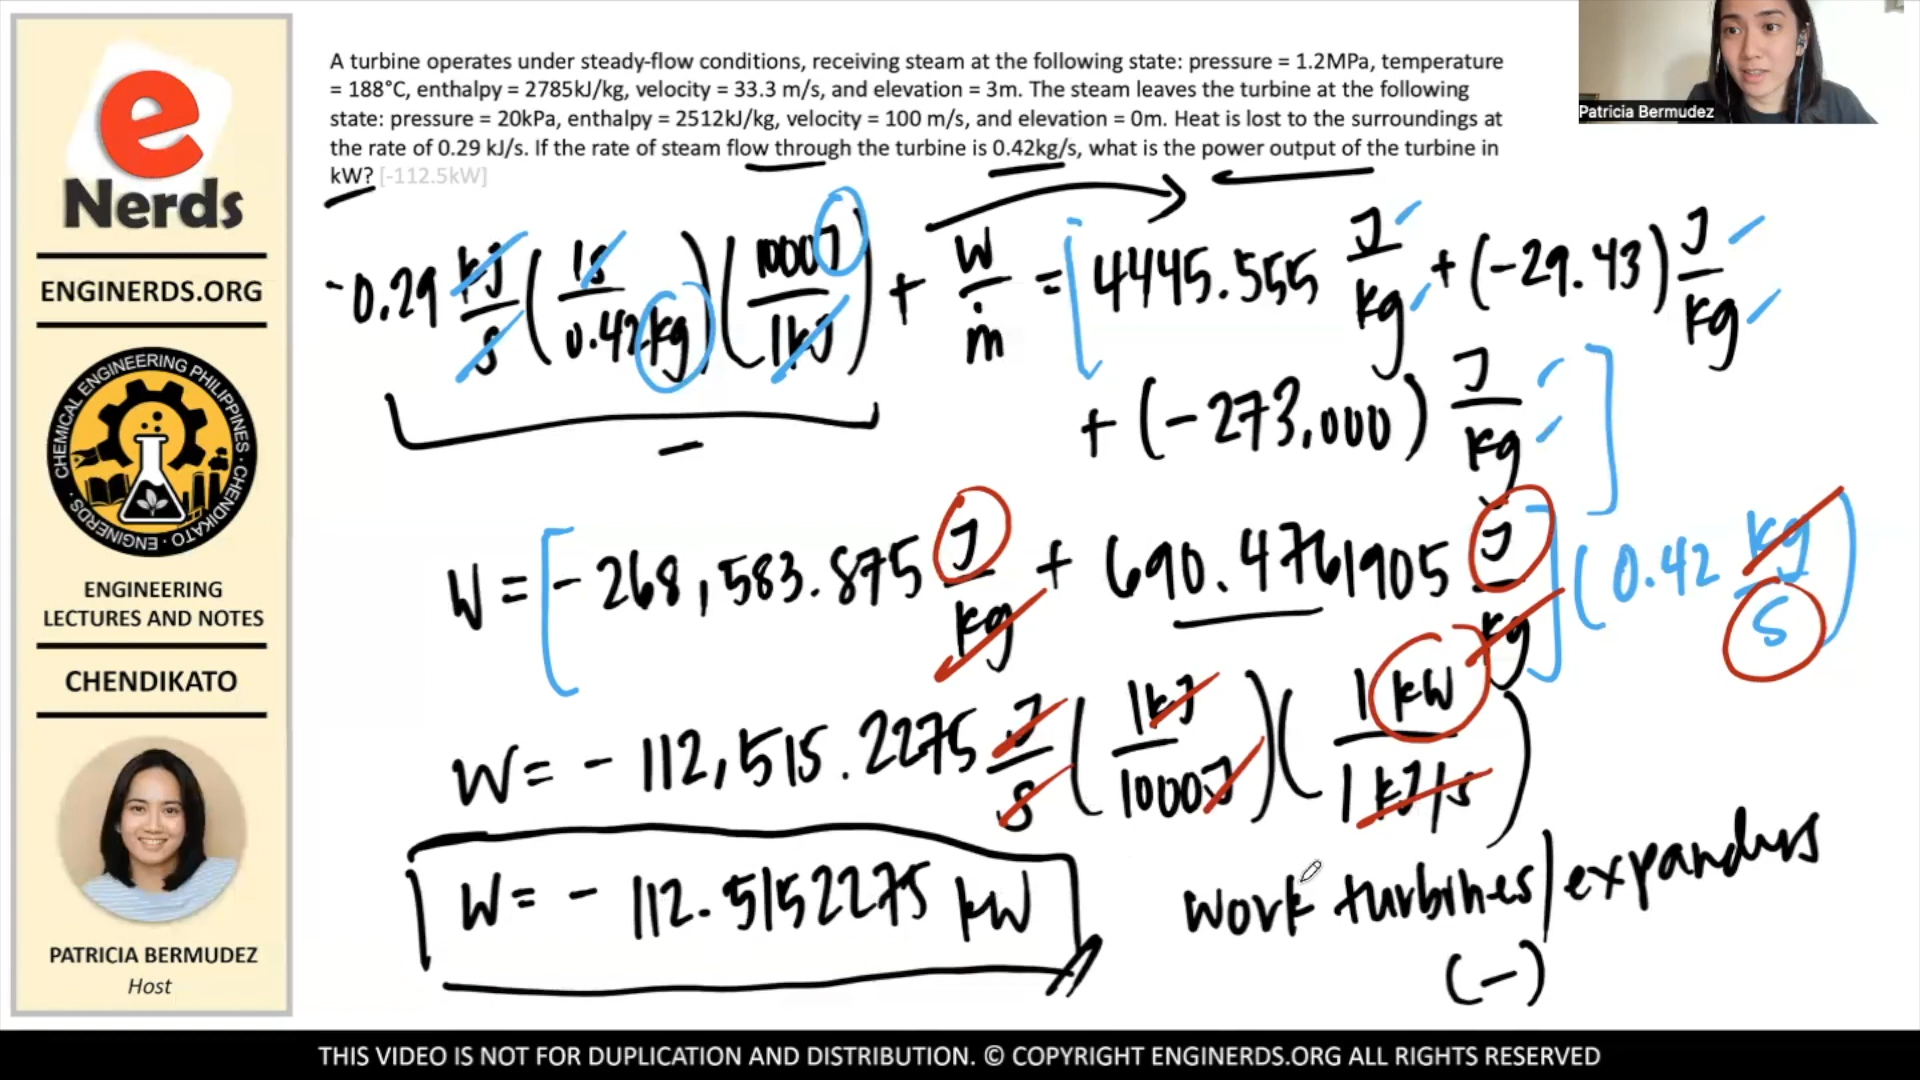 e
Nerds
ENGINERDS.ORG
CHEMICAL ENGINEERING PHILIPPINES · CHENDIKATO · ENGINERDS ·
ENGINEERING
LECTURES AND NOTES
CHENDIKATO
PATRICIA BERMUDEZ
Host
A turbine operates under steady-flow conditions, receiving steam at the following state: pressure = 1.2MPa, temperature
= 188°C, enthalpy = 2785kJ/kg, velocity = 33.3 m/s, and elevation = 3m. The steam leaves the turbine at the following
state: pressure = 20kPa, enthalpy = 2512kJ/kg, velocity = 100 m/s, and elevation = 0m. Heat is lost to the surroundings at
the rate of 0.29 kJ/s. If the rate of steam flow through the turbine is 0.42kg/s, what is the power output of the turbine in
kW? [-112.5kW]
Patricia Bermudez
-0.29 kJ/s (1s/0.42kg) (1000J/1kJ) + W/ṁ = [4445.555 J/kg + (-29.43) J/kg
+ (-273,000) J/kg]
-
W = [-268,583.875 J/kg + 690.4761905 J/kg] (0.42 kg/s)
W = -112,515.2275 J/s (1kJ/1000J) (1kW/1kJ/s)
W = -112.5152275 kW
work turbines/expanders
(-)
THIS VIDEO IS NOT FOR DUPLICATION AND DISTRIBUTION. © COPYRIGHT ENGINERDS.ORG ALL RIGHTS RESERVED